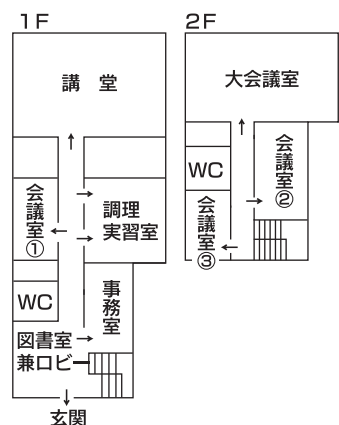 1F
講 堂
会議室①
調理
実習室
WC
事務室
図書室
兼ロビー
玄関
2F
大会議室
WC
会議室②
会議室③